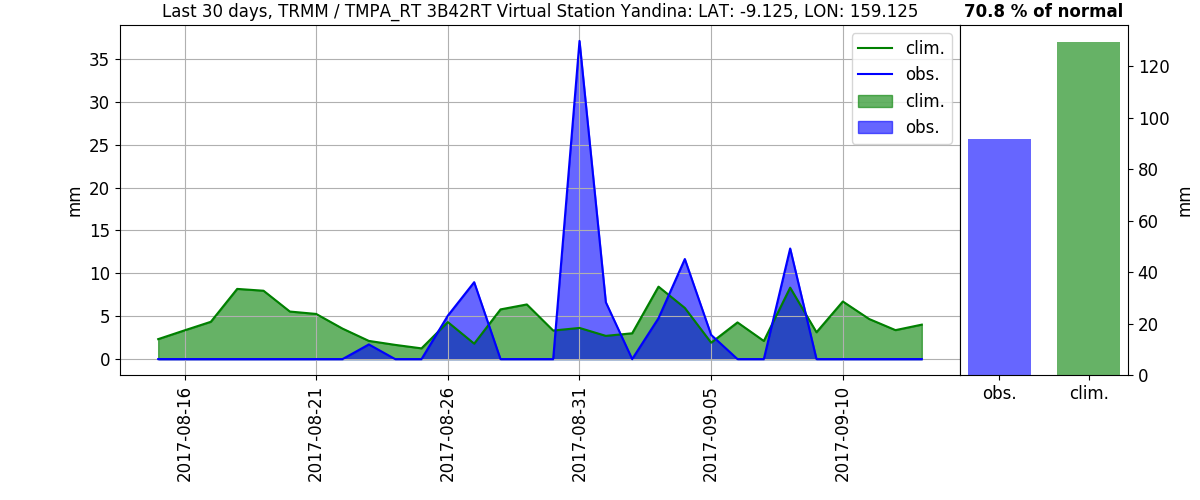 Last 30 days, TRMM / TMPA_RT 3B42RT Virtual Station Yandina: LAT: -9.125, LON: 159.125
70.8 % of normal
clim.
obs.
clim.
obs.
35
30
25
20
15
10
5
0
mm
2017-08-16
2017-08-21
2017-08-26
2017-08-31
2017-09-05
2017-09-10
120
100
80
60
40
20
0
mm
obs.
clim.